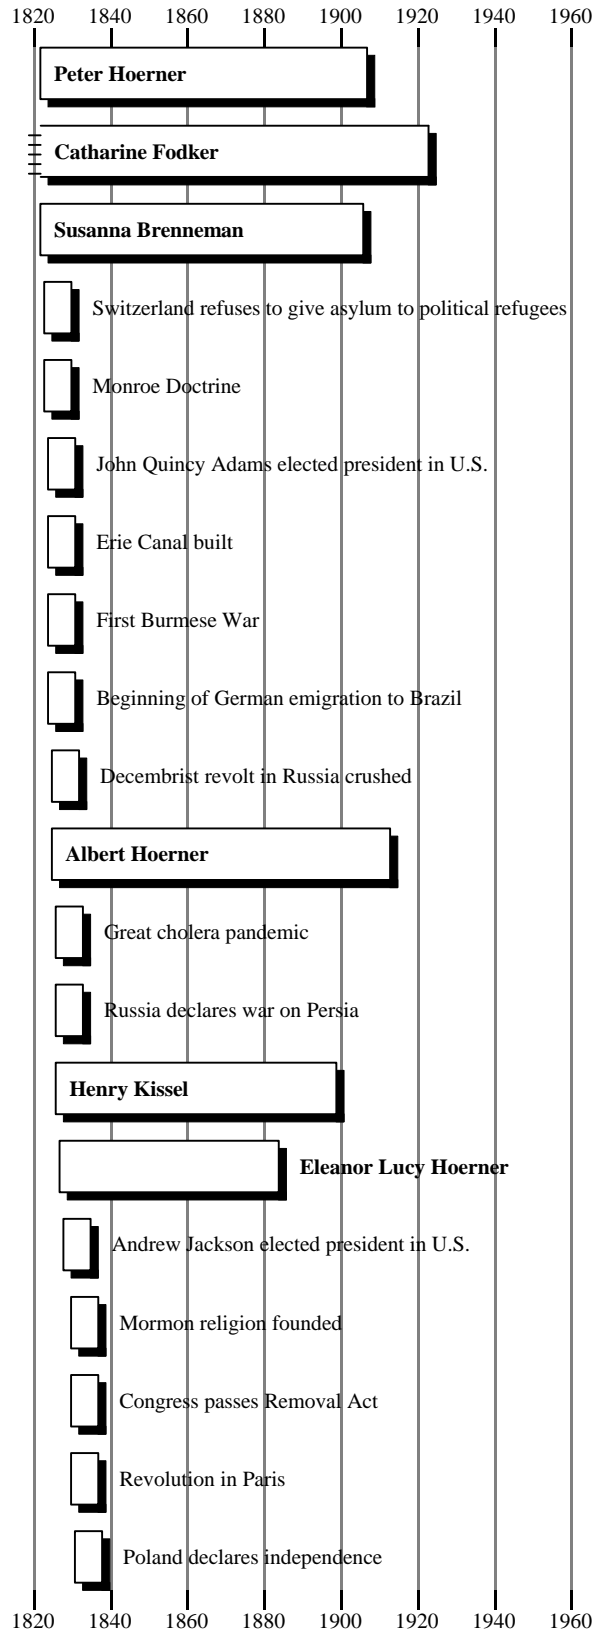 1820 1840 1860 1880 1900 1920 1940 1960
Peter Hoerner
Catharine Fodker
Susanna Brenneman
Switzerland refuses to give asylum to political refugees
Monroe Doctrine
John Quincy Adams elected president in U.S.
Erie Canal built
First Burmese War
Beginning of German emigration to Brazil
Decembrist revolt in Russia crushed
Albert Hoerner
Great cholera pandemic
Russia declares war on Persia
Henry Kissel
Eleanor Lucy Hoerner
Andrew Jackson elected president in U.S.
Mormon religion founded
Congress passes Removal Act
Revolution in Paris
Poland declares independence
1820 1840 1860 1880 1900 1920 1940 1960